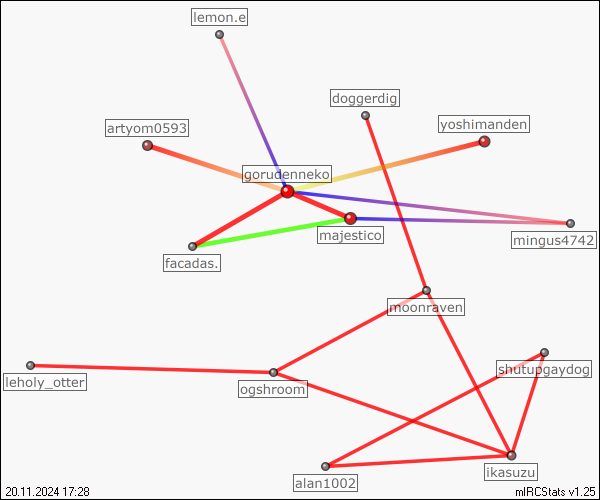 lemon.e
doggerdig
artyom0593
yoshimanden
gorudenneko
majestico
mingus4742
facadas.
moonraven
shutupgaydog
leholy_otter
ogshroom
ikasuzu
alan1002
20.11.2024 17:28
mIRCStats v1.25